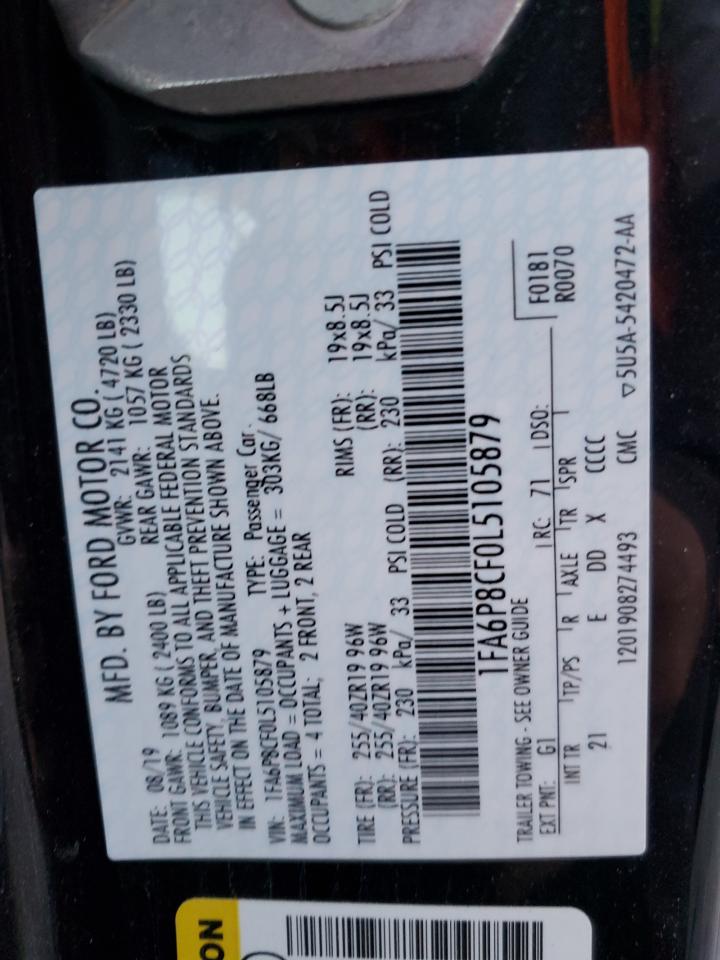 MFD. BY FORD MOTOR CO.
DATE: 08/19 GVWR: 2141 KG ( 4720 LB)
FRONT GAWR: 1089 KG ( 2400 LB) REAR GAWR: 1057 KG ( 2330 LB)
THIS VEHICLE CONFORMS TO ALL APPLICABLE FEDERAL MOTOR
VEHICLE SAFETY, BUMPER, AND THEFT PREVENTION STANDARDS
IN EFFECT ON THE DATE OF MANUFACTURE SHOWN ABOVE.
VIN: 1FA6P8CF0L5105879 TYPE: Passenger Car
MAXIMUM LOAD = OCCUPANTS + LUGGAGE = 303KG/ 668LB
OCCUPANTS = 4 TOTAL; 2 FRONT, 2 REAR
TIRE (FR): 255/40ZR19 96W RIMS (FR): 19x8.5J
(RR): 255/40ZR19 96W (RR): 19x8.5J
PRESSURE (FR): 230 kPa/ 33 PSI COLD (RR): 230 kPa/ 33 PSI COLD
1FA6P8CF0L5105879
TRAILER TOWING - SEE OWNER GUIDE F0181
EXT PNT: G1 RC: 71 DSO: R0070
INT TR TP/PS R AXLE TR SPR
21 E DD X CCCC
1201908274493 CMC ▽5U5A-5420472-AA
ON